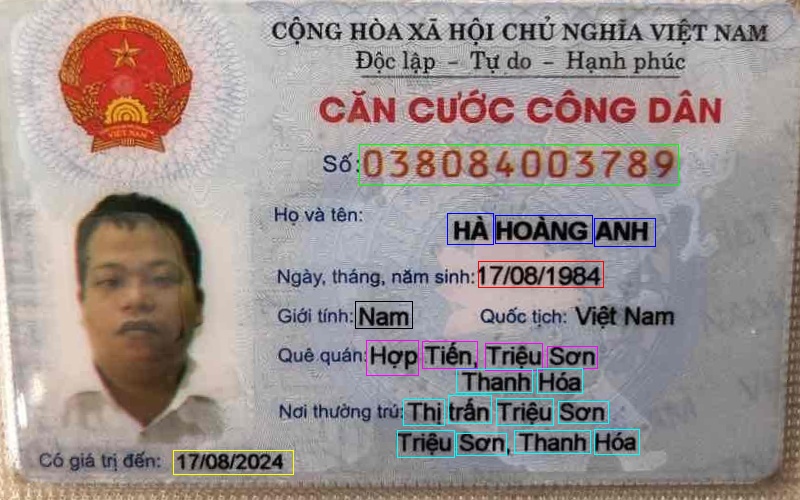 CỘNG HÒA XÃ HỘI CHỦ NGHĨA VIỆT NAM
Độc lập - Tự do - Hạnh phúc
CĂN CƯỚC CÔNG DÂN
Số: 038084003789
Họ và tên:
HÀ HOÀNG ANH
Ngày, tháng, năm sinh: 17/08/1984
Giới tính: Nam Quốc tịch: Việt Nam
Quê quán: Hợp Tiến, Triệu Sơn
Thanh Hóa
Nơi thường trú: Thị trấn Triệu Sơn
Triệu Sơn, Thanh Hóa
Có giá trị đến: 17/08/2024
VIỆT NAM